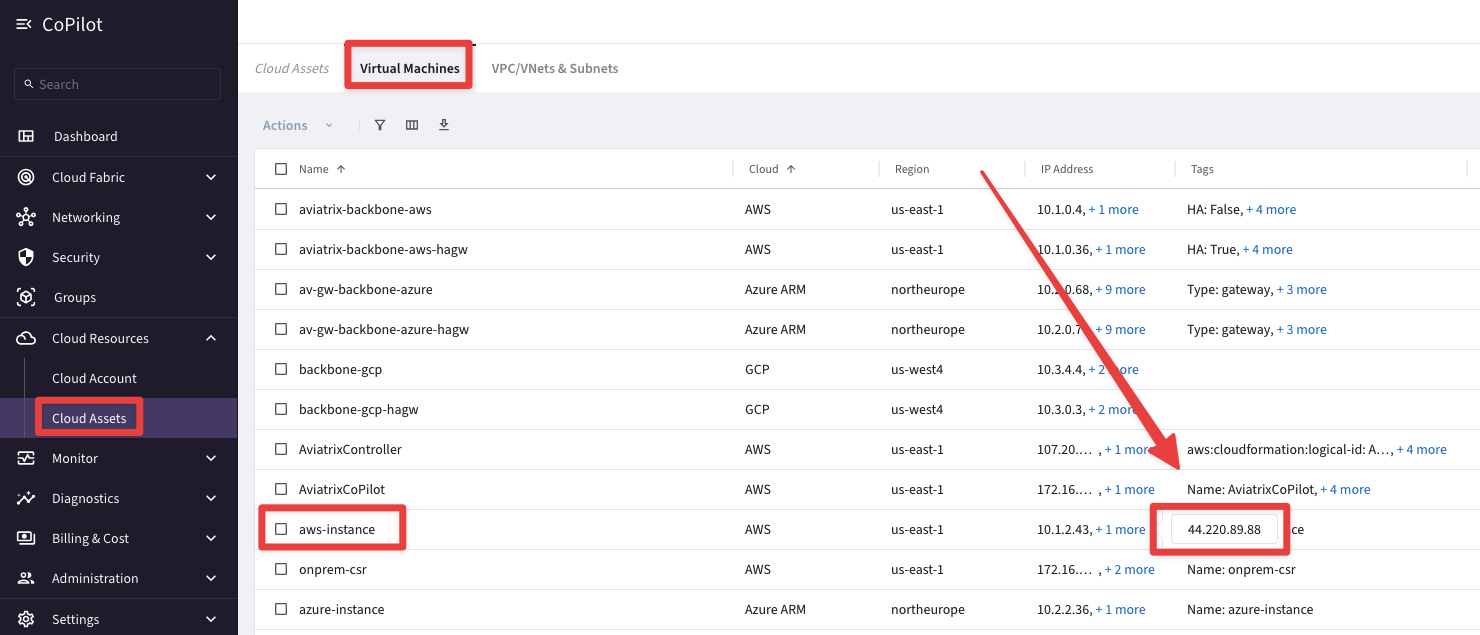 CoPilot
Search
Dashboard
Cloud Fabric
Networking
Security
Groups
Cloud Resources
Cloud Account
Cloud Assets
Monitor
Diagnostics
Billing & Cost
Administration
Settings
Cloud Assets Virtual Machines VPC/VNets & Subnets
Actions
Name Cloud Region IP Address Tags
aviatrix-backbone-aws AWS us-east-1 10.1.0.4, + 1 more HA: False, + 4 more
aviatrix-backbone-aws-hagw AWS us-east-1 10.1.0.36, + 1 more HA: True, + 4 more
av-gw-backbone-azure Azure ARM northeurope 10.2.0.68, + 9 more Type: gateway, + 3 more
av-gw-backbone-azure-hagw Azure ARM northeurope + 9 more Type: gateway, + 3 more
backbone-gcp GCP us-west4 10.3.4.4, + 2 more
backbone-gcp-hagw GCP us-west4 10.3.0.3, + 2 more
AviatrixController AWS us-east-1 107.20.… , + 1 more aws:cloudformation:logical-id: A…, + 4 more
AviatrixCoPilot AWS us-east-1 172.16.… , + 1 more Name: AviatrixCoPilot, + 4 more
aws-instance AWS us-east-1 10.1.2.43, + 1 more 44.220.89.88 ce
onprem-csr AWS us-east-1 172.16.… , + 2 more Name: onprem-csr
azure-instance Azure ARM northeurope 10.2.2.36, + 1 more Name: azure-instance